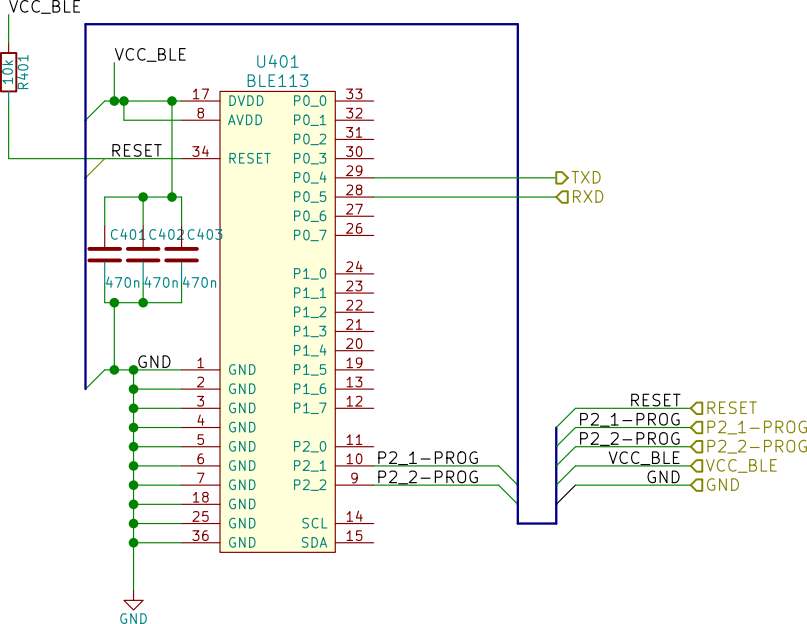 VCC_BLE
10k
R401
VCC_BLE
U401
BLE113
17 DVDD P0_0 33
8 AVDD P0_1 32
P0_2 31
RESET 34 RESET P0_3 30
P0_4 29 TXD
P0_5 28 RXD
P0_6 27
C401 C402 C403 P0_7 26
P1_0 24
470n 470n 470n P1_1 23
P1_2 22
P1_3 21
P1_4 20
GND 1 GND P1_5 19
2 GND P1_6 13
3 GND P1_7 12
RESET RESET
4 GND
P2_1-PROG P2_1-PROG
5 GND P2_0 11
P2_2-PROG P2_2-PROG
6 GND P2_1 10 P2_1-PROG
VCC_BLE VCC_BLE
7 GND P2_2 9 P2_2-PROG
GND GND
18 GND
25 GND SCL 14
36 GND SDA 15
GND